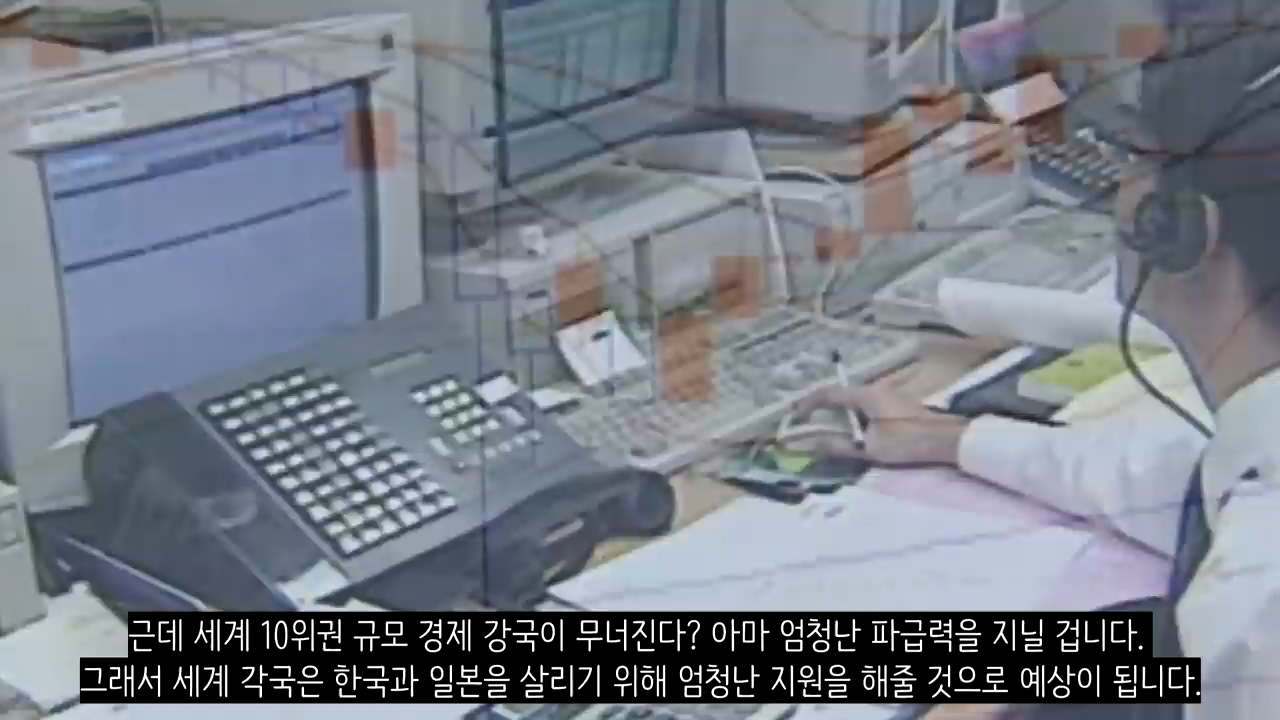 근데 세계 10위권 규모 경제 강국이 무너진다? 아마 엄청난 파급력을 지닐 겁니다.
그래서 세계 각국은 한국과 일본을 살리기 위해 엄청난 지원을 해줄 것으로 예상이 됩니다.